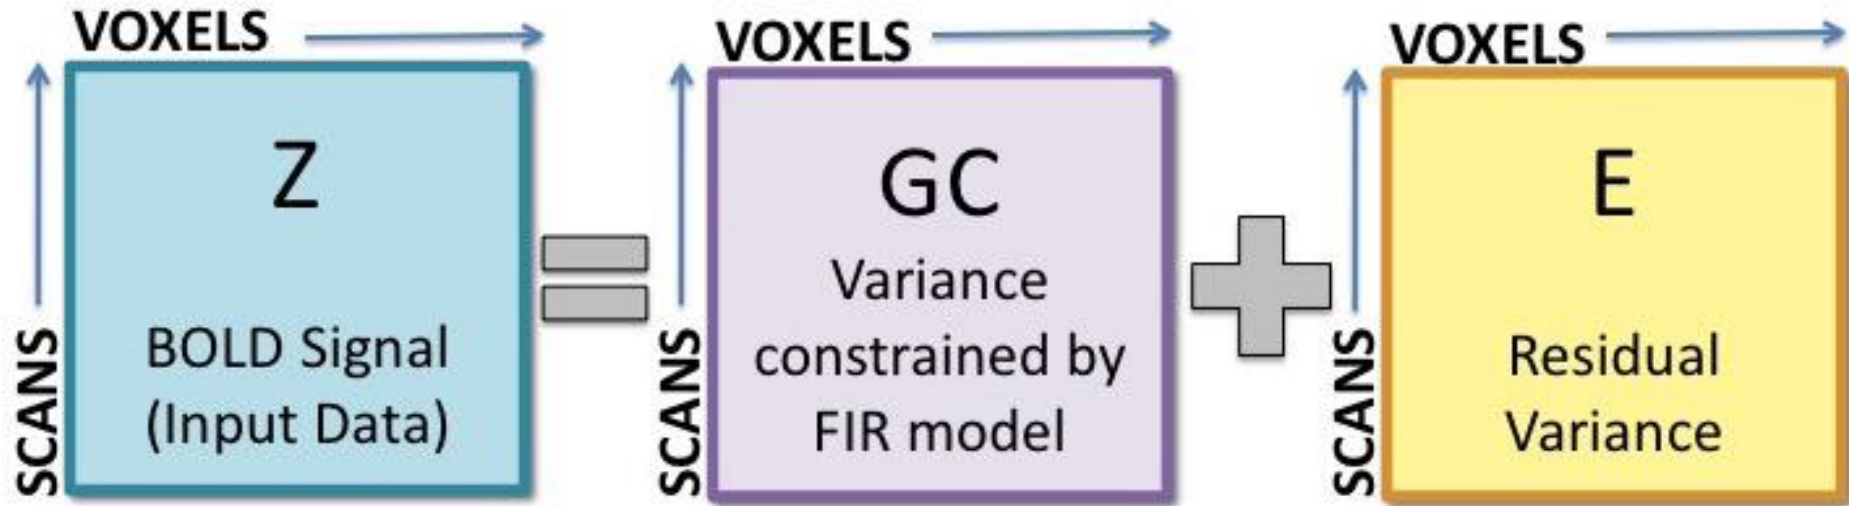 VOXELS
SCANS
Z
BOLD Signal
(Input Data)
VOXELS
SCANS
GC
Variance
constrained by
FIR model
VOXELS
SCANS
E
Residual
Variance